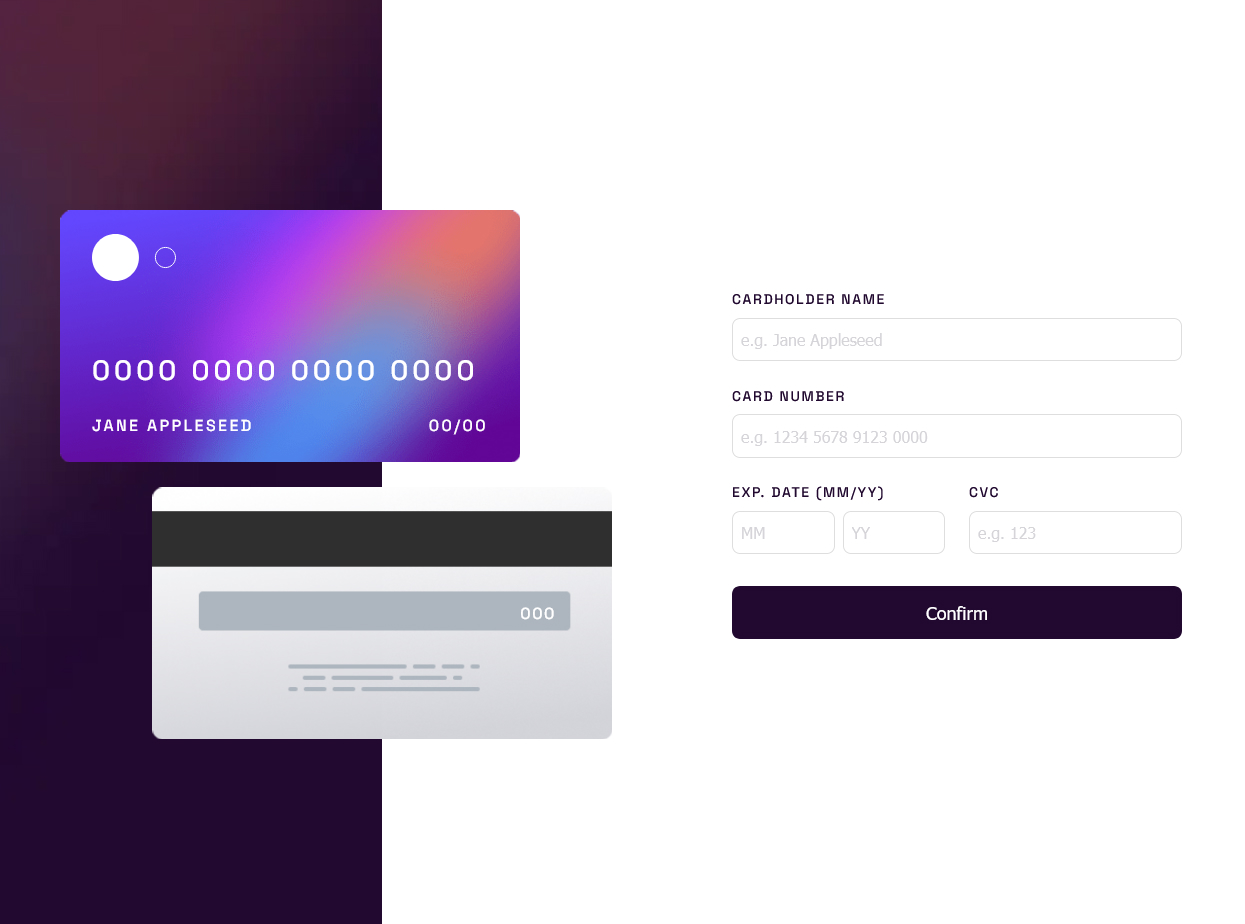 0000 0000 0000 0000
JANE APPLESEED 00/00
000
CARDHOLDER NAME
e.g. Jane Appleseed
CARD NUMBER
e.g. 1234 5678 9123 0000
EXP. DATE (MM/YY) CVC
MM YY e.g. 123
Confirm